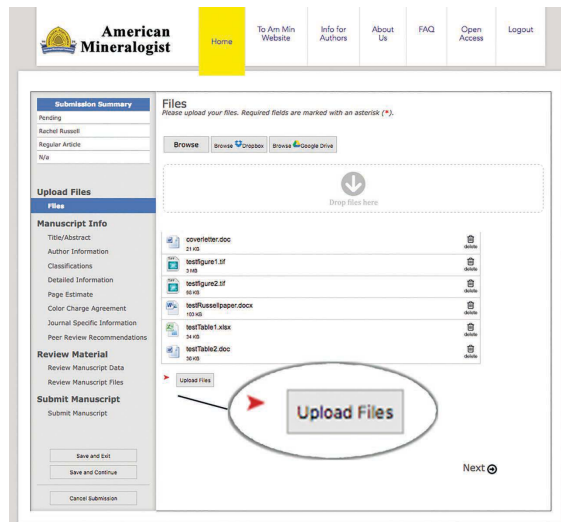 American
Mineralogist
Home
To Am Min
Website
Info for
Authors
About
Us
FAQ
Open
Access
Logout
Submission Summary
Pending
Rachel Russell
Regular Article
N/a
Upload Files
Files
Manuscript Info
Title/Abstract
Author Information
Classifications
Detailed Information
Page Estimate
Color Charge Agreement
Journal Specific Information
Peer Review Recommendations
Review Material
Review Manuscript Data
Review Manuscript Files
Submit Manuscript
Submit Manuscript
Save and Exit
Save and Continue
Cancel Submission
Files
Please upload your files. Required fields are marked with an asterisk (*).
Browse
Browse Dropbox
Browse Google Drive
Drop files here
coverletter.doc
21 KB
delete
testfigure1.tif
3 MB
delete
testfigure2.tif
delete
testRussellpaper.docx
103 KB
delete
testTable1.xlsx
34 KB
delete
testTable2.doc
delete
Upload Files
Upload Files
Next